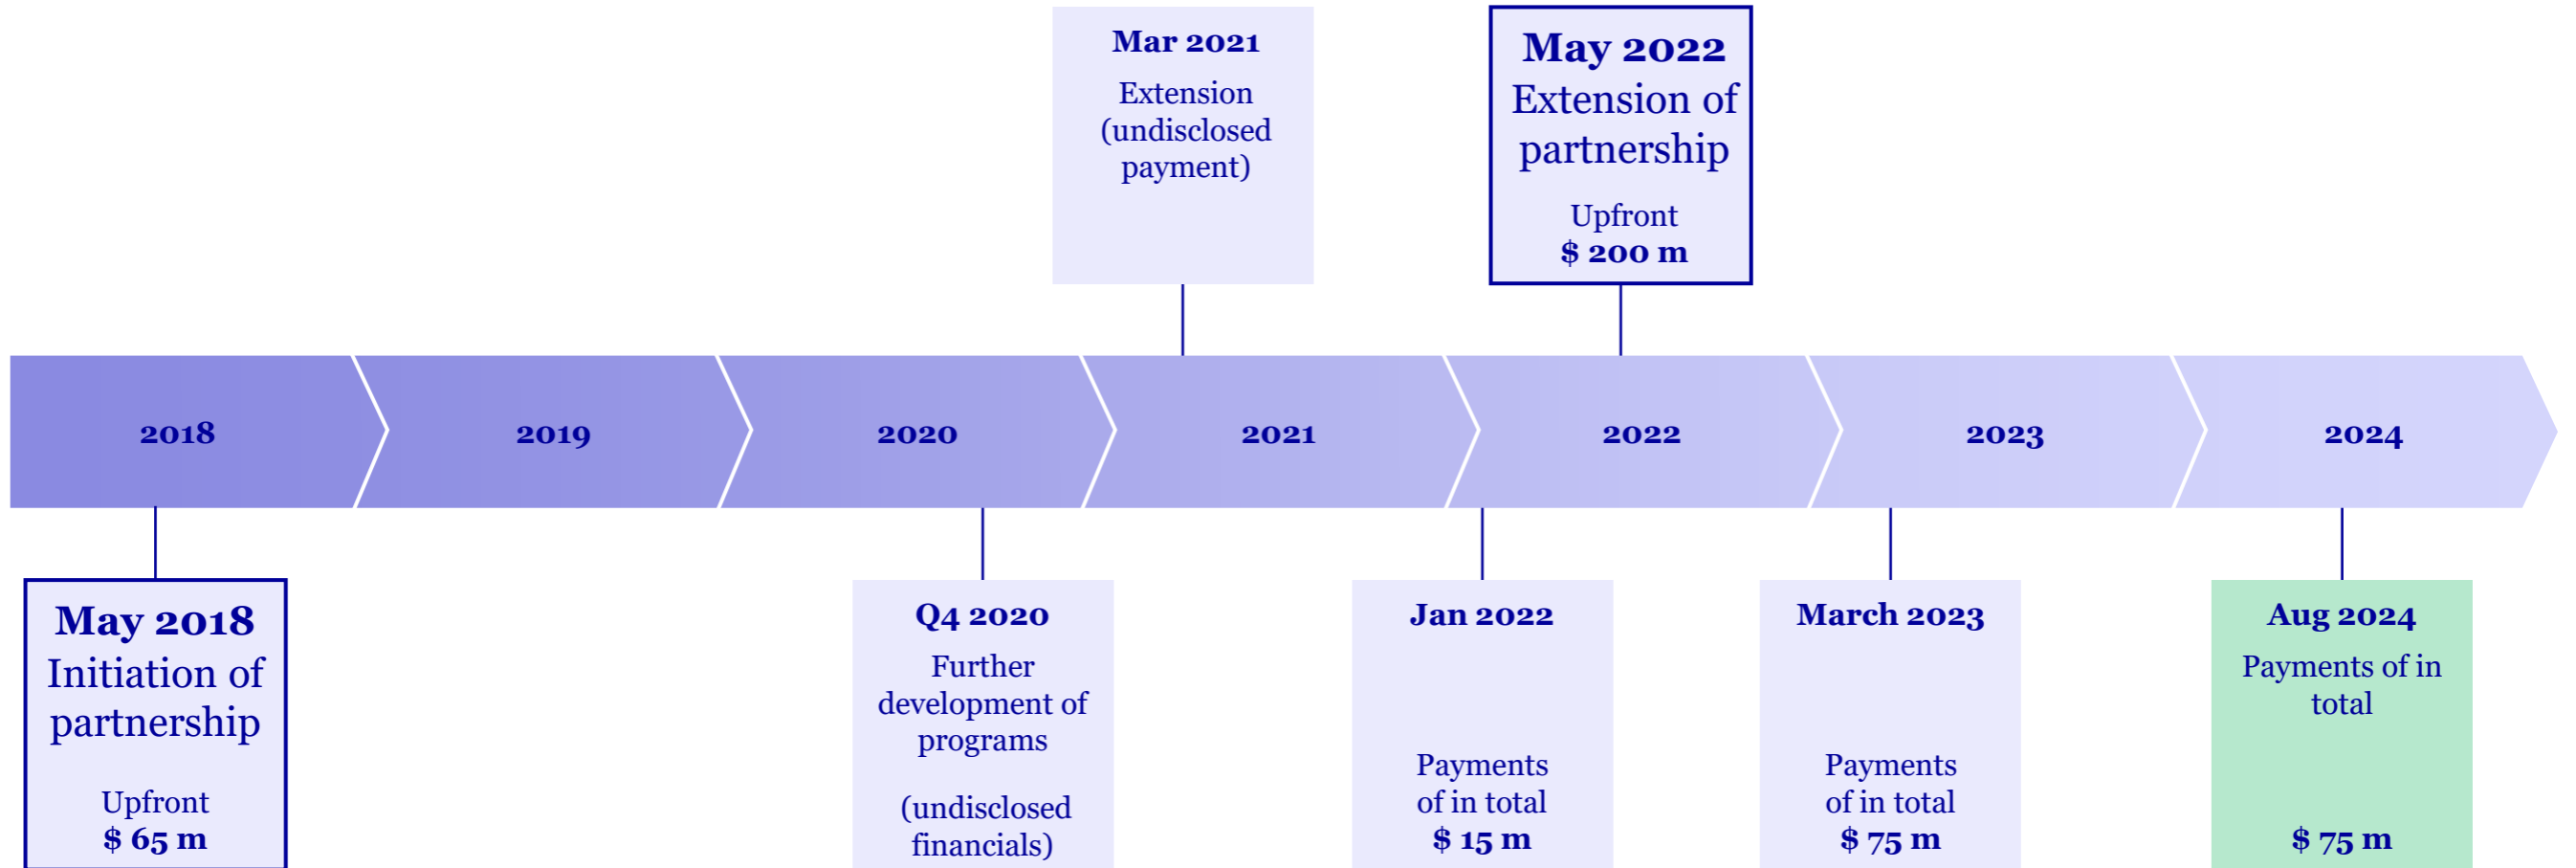 Mar 2021
Extension
(undisclosed
payment)
May 2022
Extension of
partnership
Upfront
$ 200 m
2018
2019
2020
2021
2022
2023
2024
May 2018
Initiation of
partnership
Upfront
$ 65 m
Q4 2020
Further
development of
programs
(undisclosed
financials)
Jan 2022
Payments
of in total
$ 15 m
March 2023
Payments
of in total
$ 75 m
Aug 2024
Payments of in
total
$ 75 m